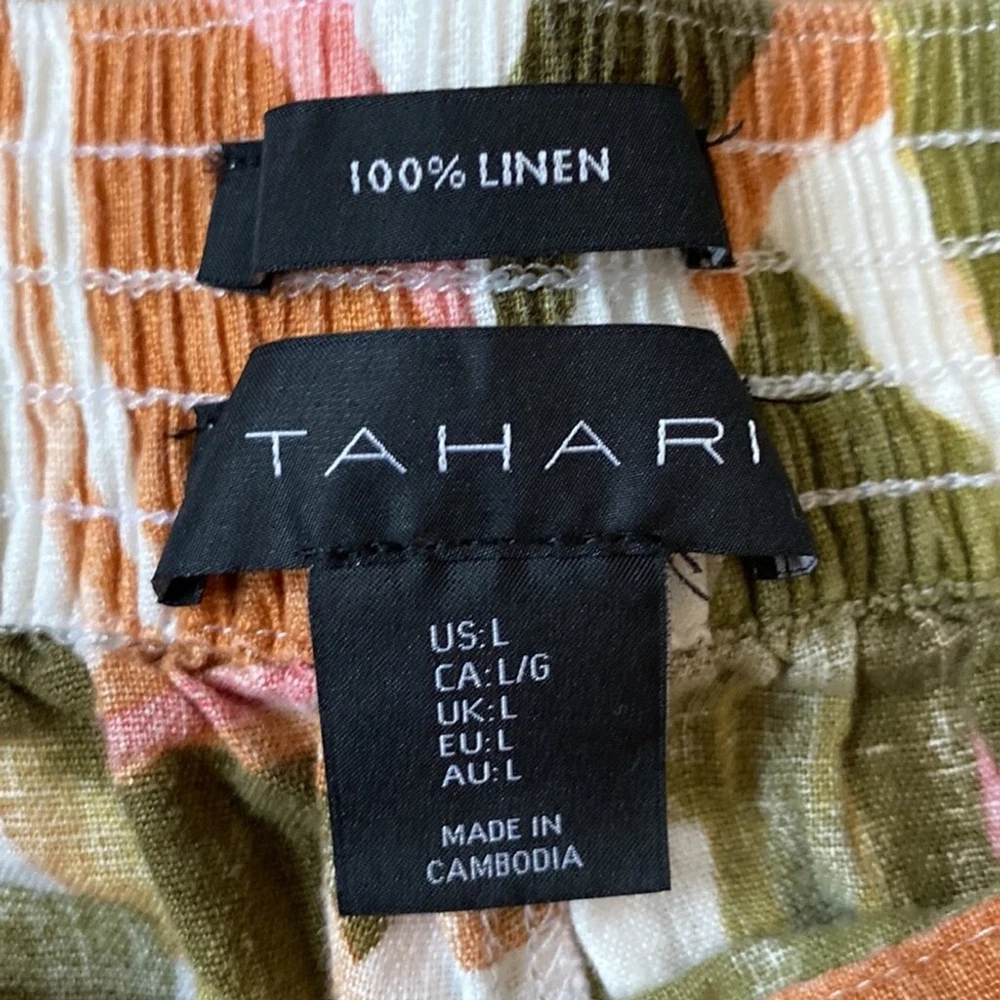 100% LINEN
TAHARI
US: L
CA: L/G
UK: L
EU: L
AU: L
MADE IN
CAMBODIA